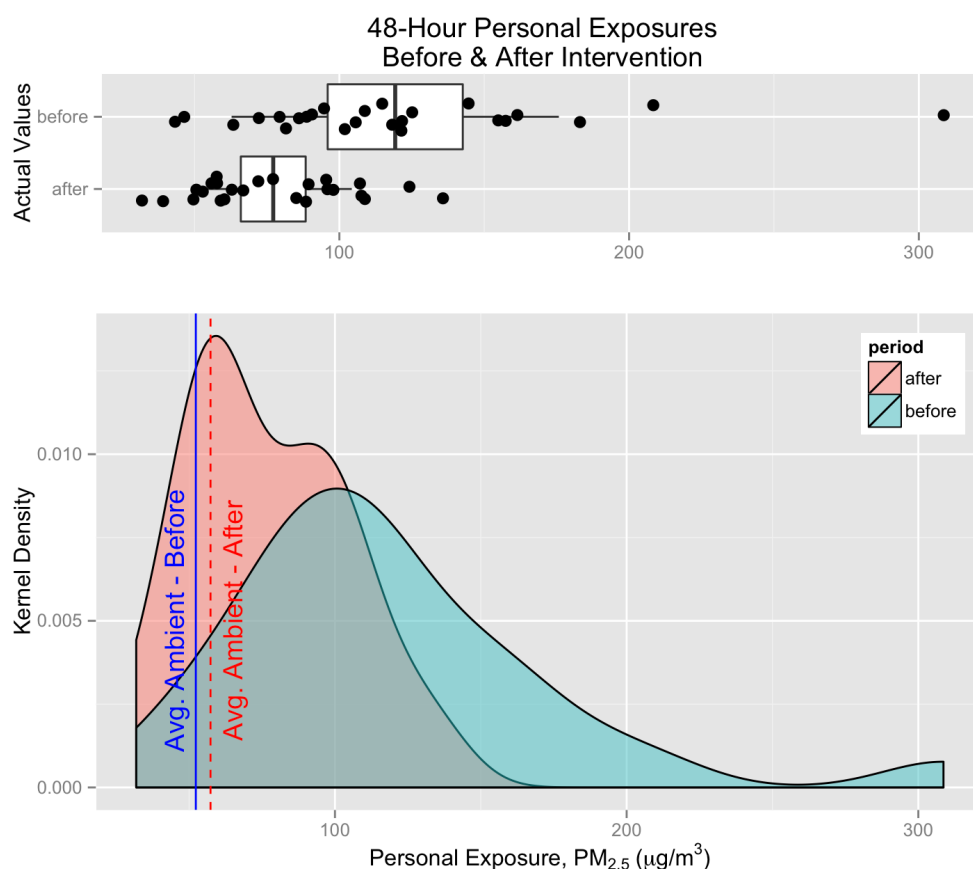 48-Hour Personal Exposures
Before & After Intervention
Actual Values
before
after
100
200
300
Kernel Density
0.010
0.005
0.000
Avg. Ambient - Before
Avg. Ambient - After
period
after
before
100
200
300
Personal Exposure, PM2.5 (μg/m³)